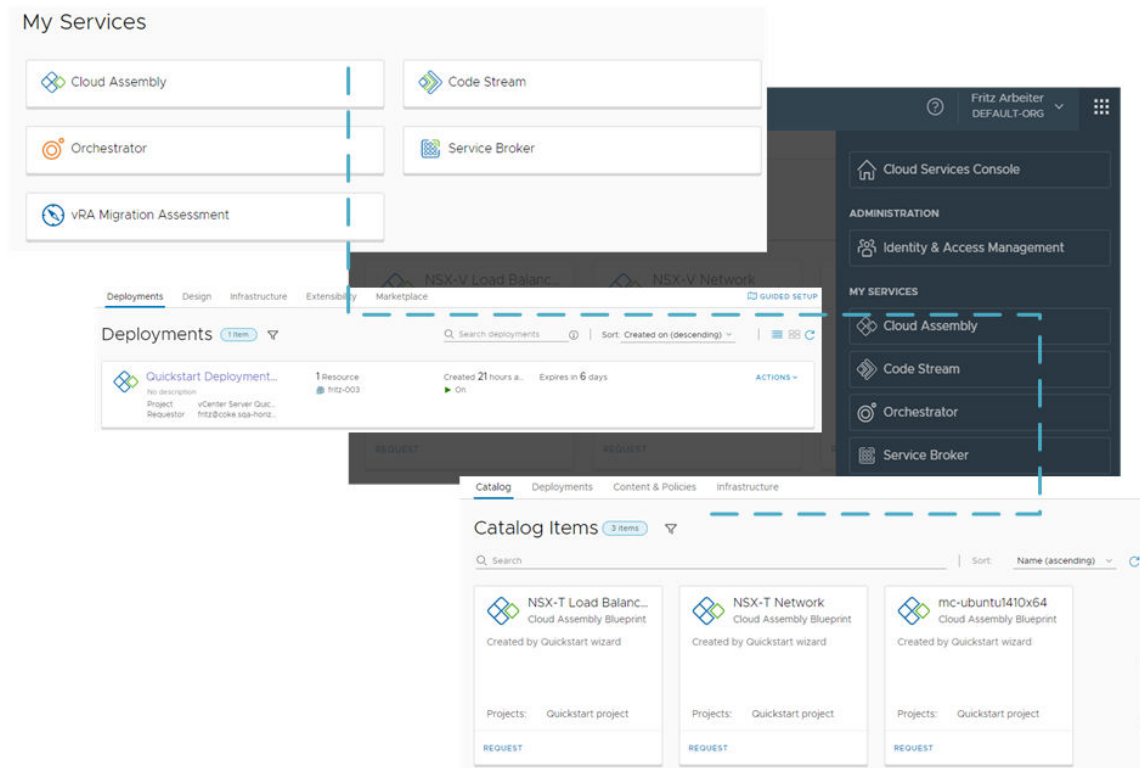 My Services
Cloud Assembly
Code Stream
Orchestrator
Service Broker
vRA Migration Assessment
Fritz Arbeiter
DEFAULT-ORG
Cloud Services Console
ADMINISTRATION
Identity & Access Management
MY SERVICES
Cloud Assembly
Code Stream
Orchestrator
Service Broker
NSX-V Load Balanc...
NSX-V Network
REQUEST
REQUEST
Deployments Design Infrastructure Extensibility Marketplace
GUIDED SETUP
Deployments 1 item
Search deployments
Sort: Created on (descending)
Quickstart Deployment...
No description
Project vCenter Server Quic...
Requestor fritz@coke.sqa-horiz...
1 Resource
fritz-003
Created 21 hours a...
On
Expires in 6 days
ACTIONS
Catalog Deployments Content & Policies Infrastructure
Catalog Items 3 items
Search
Sort: Name (ascending)
NSX-T Load Balanc...
Cloud Assembly Blueprint
Created by Quickstart wizard
Projects: Quickstart project
REQUEST
NSX-T Network
Cloud Assembly Blueprint
Created by Quickstart wizard
Projects: Quickstart project
REQUEST
mc-ubuntu1410x64
Cloud Assembly Blueprint
Created by Quickstart wizard
Projects: Quickstart project
REQUEST